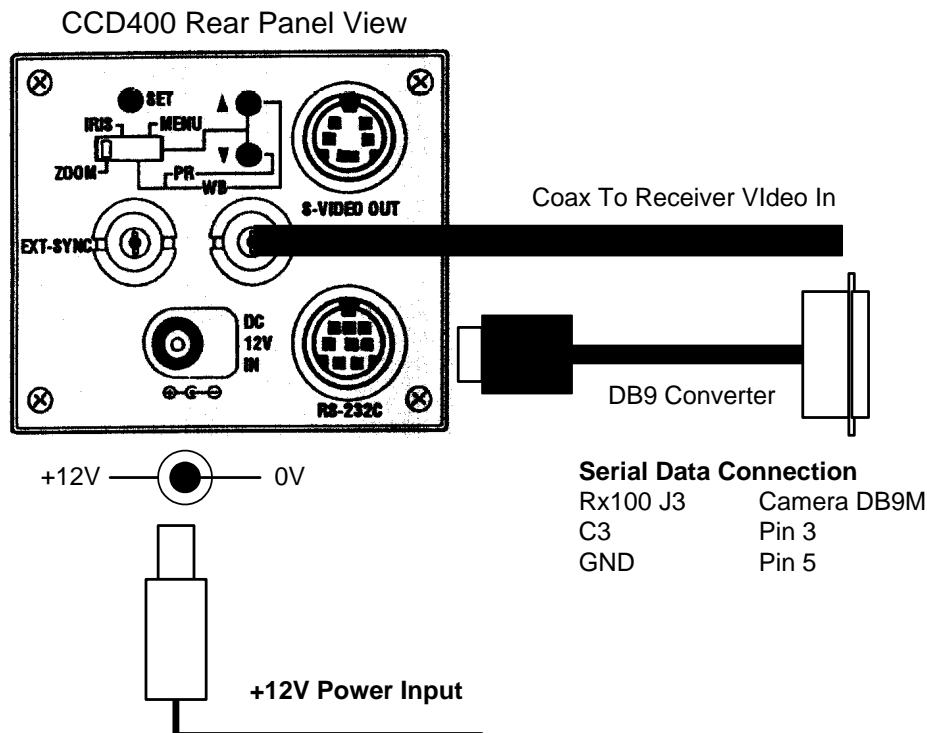 CCD400 Rear Panel View
SET
IRIS
MENU
ZOOM
PR
WB
S-VIDEO OUT
Coax To Receiver VIdeo In
EXT-SYNC
DC
12V
IN
RS-232C
DB9 Converter
+12V
0V
Serial Data Connection
Rx100 J3 Camera DB9M
C3 Pin 3
GND Pin 5
+12V Power Input